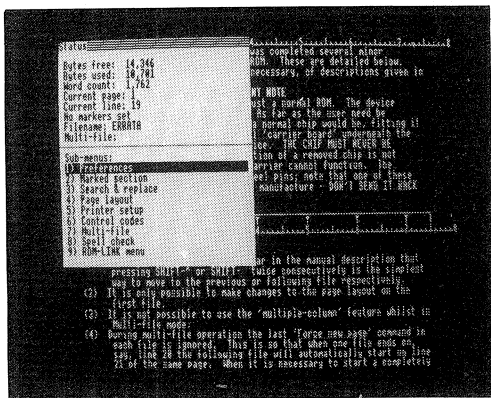 Status
Bytes free: 14,346
Bytes used: 10,701
Word count: 1,762
Current page: 1
Current line: 19
No markers set
Filename: ERRATA
Multi-file:
Sub-menus:
1) Preferences
2) Marked section
3) Search & replace
4) Page layout
5) Printer setup
6) Control codes
7) Multi-file
8) Spell check
9) ROM-LINK menu
was completed several minor
ROM. These are detailed below.
necessary, of descriptions given in
NT NOTE
ust a normal ROM. The device
As far as the user need be
normal chip would be, fitting it
'carrier board' underneath the
ice. THE CHIP MUST NEVER BE
tion of a removed chip is not
carrier cannot function. The
eel pins; note that one of these
manufacture - DON'T SEND IT BACK
ar in the manual description that
pressing SHIFT- or SHIFT- twice consecutively is the simplest
way to move to the previous or following file respectively.
(2) It is only possible to make changes to the page layout on the
first file.
(3) It is not possible to use the 'multiple-column' feature whilst in
Multi-file mode.
(4) During multi-file operation the last 'Force new page' command in
each file is ignored. This is so that when one file ends on,
say, line 20 the following file will automatically start on line
21 of the same page. When it is necessary to start a completely